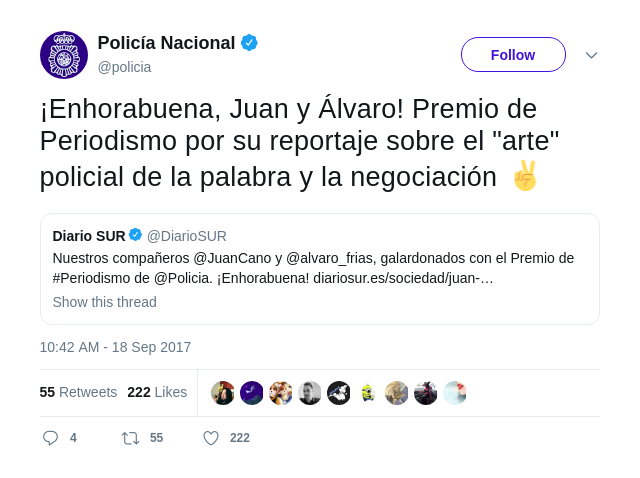 Policía Nacional
@policia
Follow
¡Enhorabuena, Juan y Álvaro! Premio de
Periodismo por su reportaje sobre el "arte"
policial de la palabra y la negociación ✌
Diario SUR @DiarioSUR
Nuestros compañeros @JuanCano y @alvaro_frias, galardonados con el Premio de
#Periodismo de @Policia. ¡Enhorabuena! diariosur.es/sociedad/juan-…
Show this thread
10:42 AM - 18 Sep 2017
55 Retweets 222 Likes
4 55 222